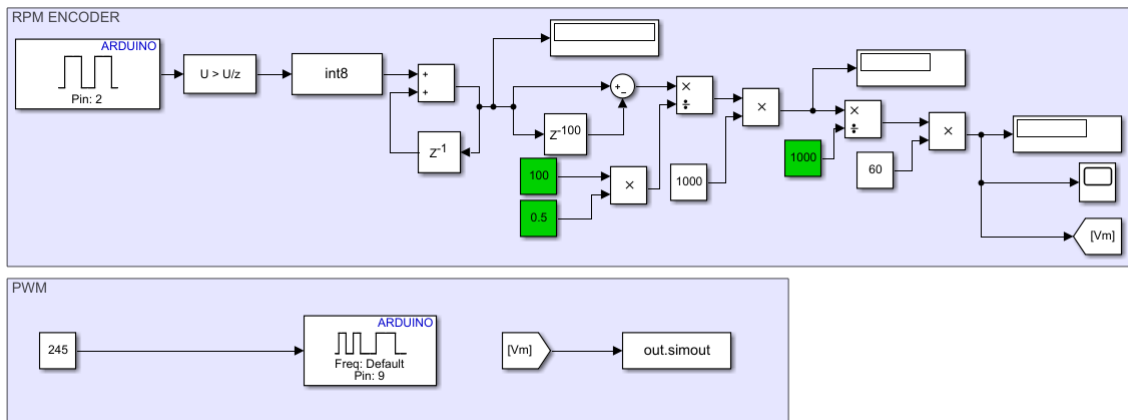 RPM ENCODER
ARDUINO
Pin: 2
U > U/z
int8
+
+
Z-1
+
−
Z-100
100
0.5
×
×
÷
1000
×
1000
×
÷
60
×
[Vm]
PWM
245
ARDUINO
Freq: Default
Pin: 9
[Vm]
out.simout